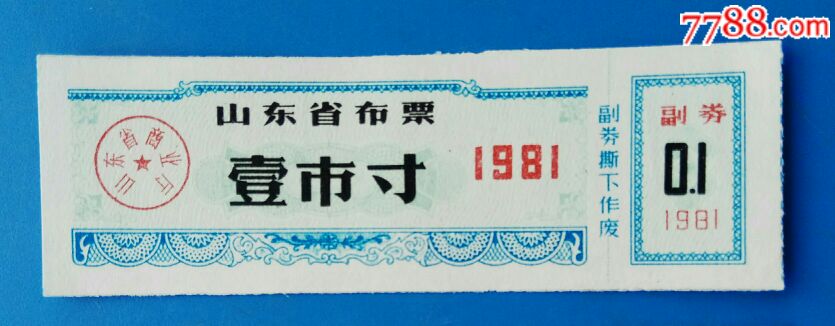 7788.com
山东省布票
壹市寸
1981
山东省商业厅
副券撕下作废
副券
0.1
1981